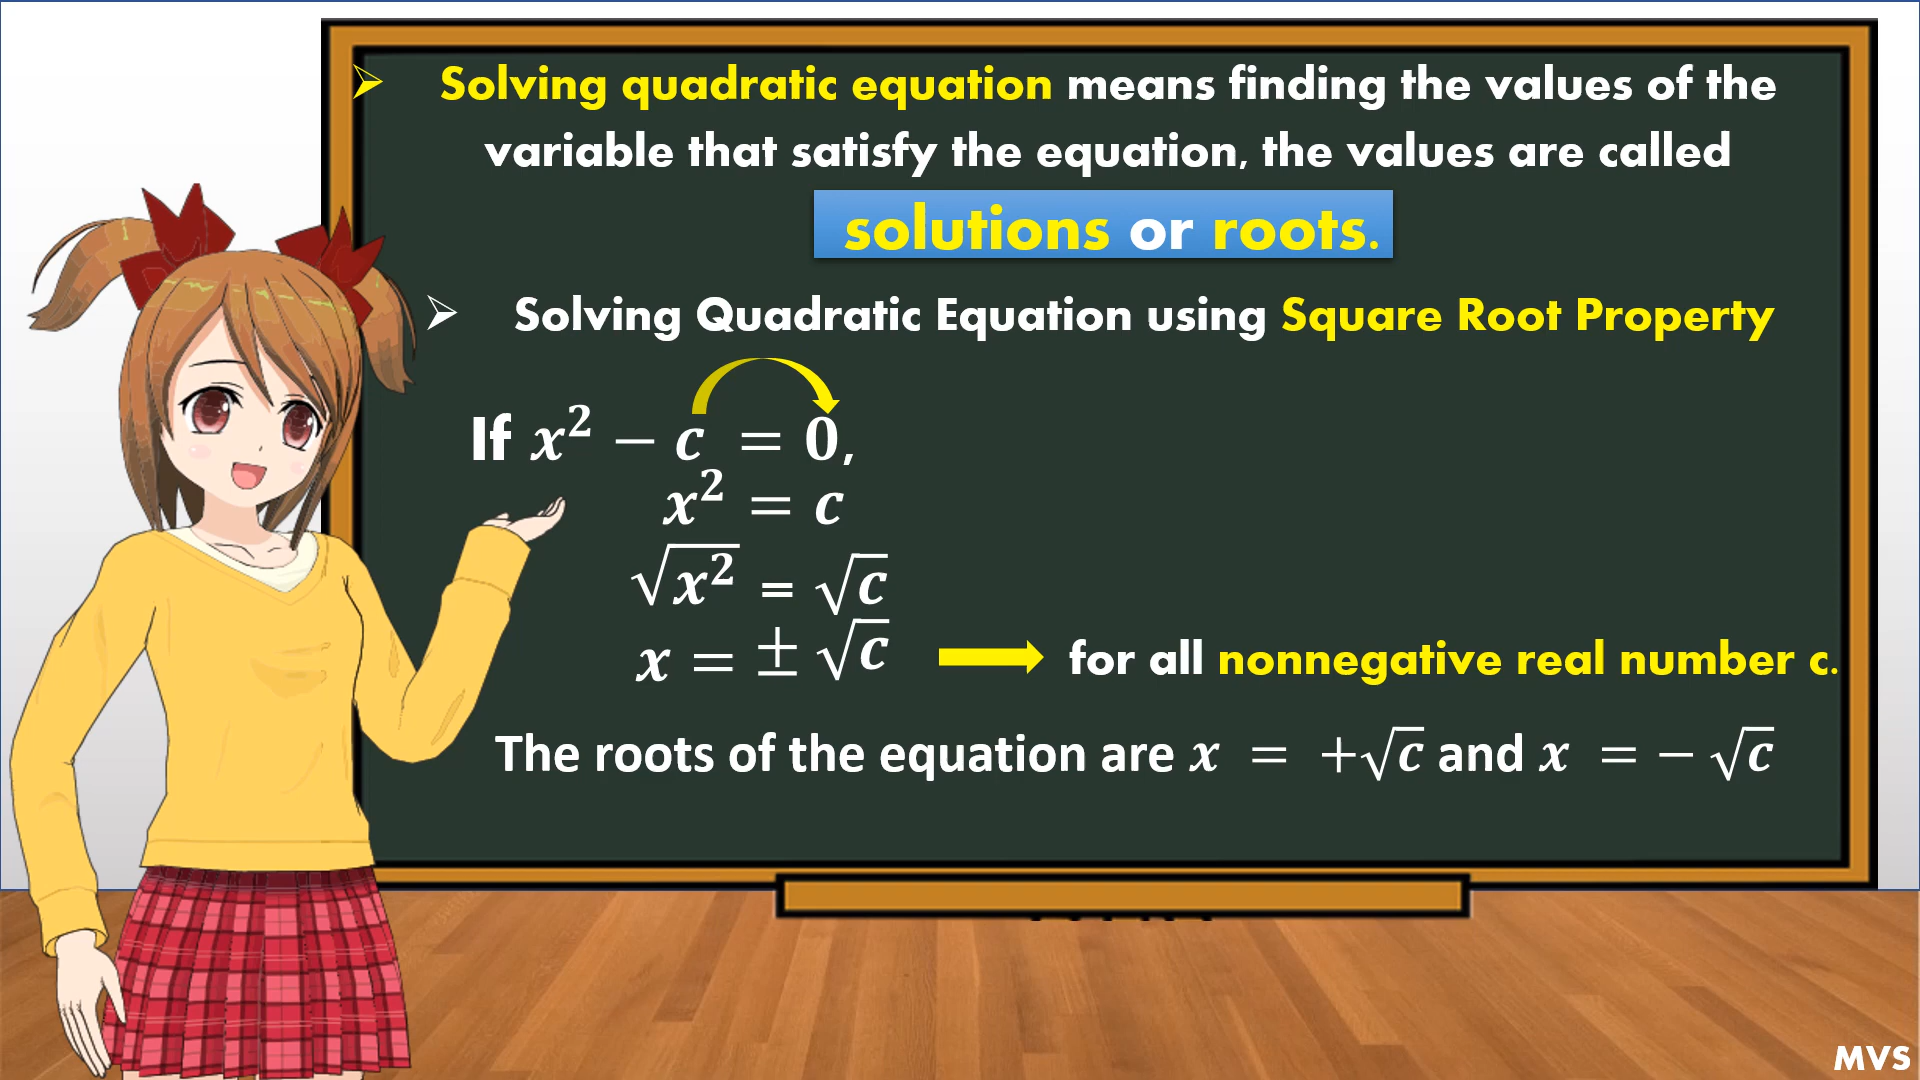 ➢ Solving quadratic equation means finding the values of the
variable that satisfy the equation, the values are called
solutions or roots.
➢ Solving Quadratic Equation using Square Root Property
If x² − c = 0,
x² = c
√x² = √c
x = ± √c ➡ for all nonnegative real number c.
The roots of the equation are x = +√c and x = − √c
MVS